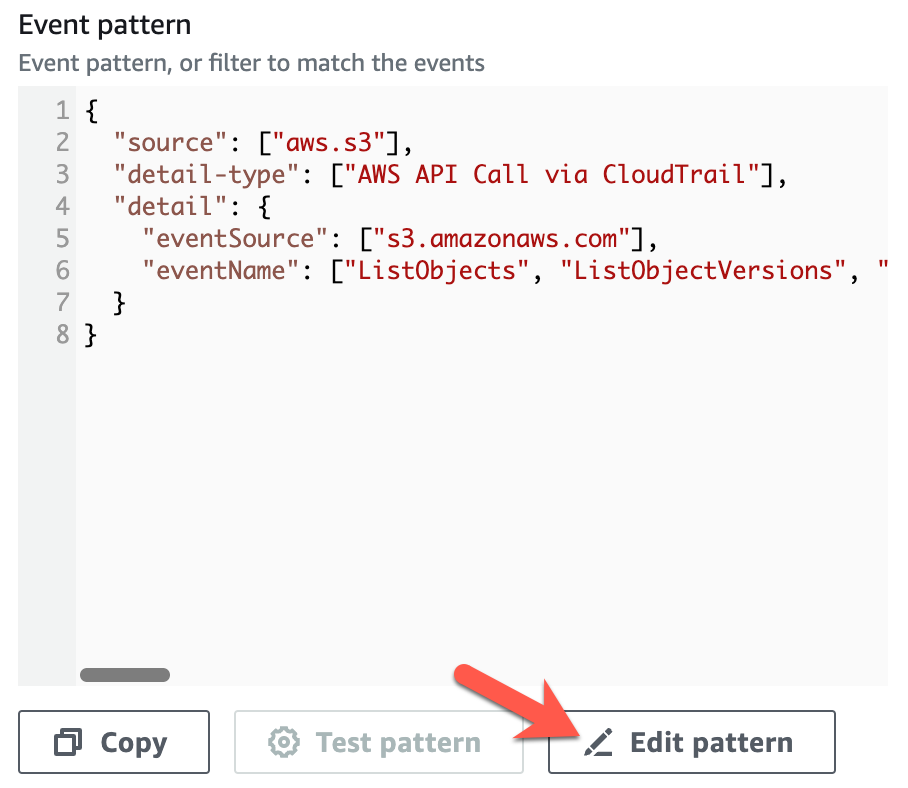 Event pattern
Event pattern, or filter to match the events
1 {
2   "source": ["aws.s3"],
3   "detail-type": ["AWS API Call via CloudTrail"],
4   "detail": {
5     "eventSource": ["s3.amazonaws.com"],
6     "eventName": ["ListObjects", "ListObjectVersions", "
7   }
8 }
Copy Test pattern Edit pattern